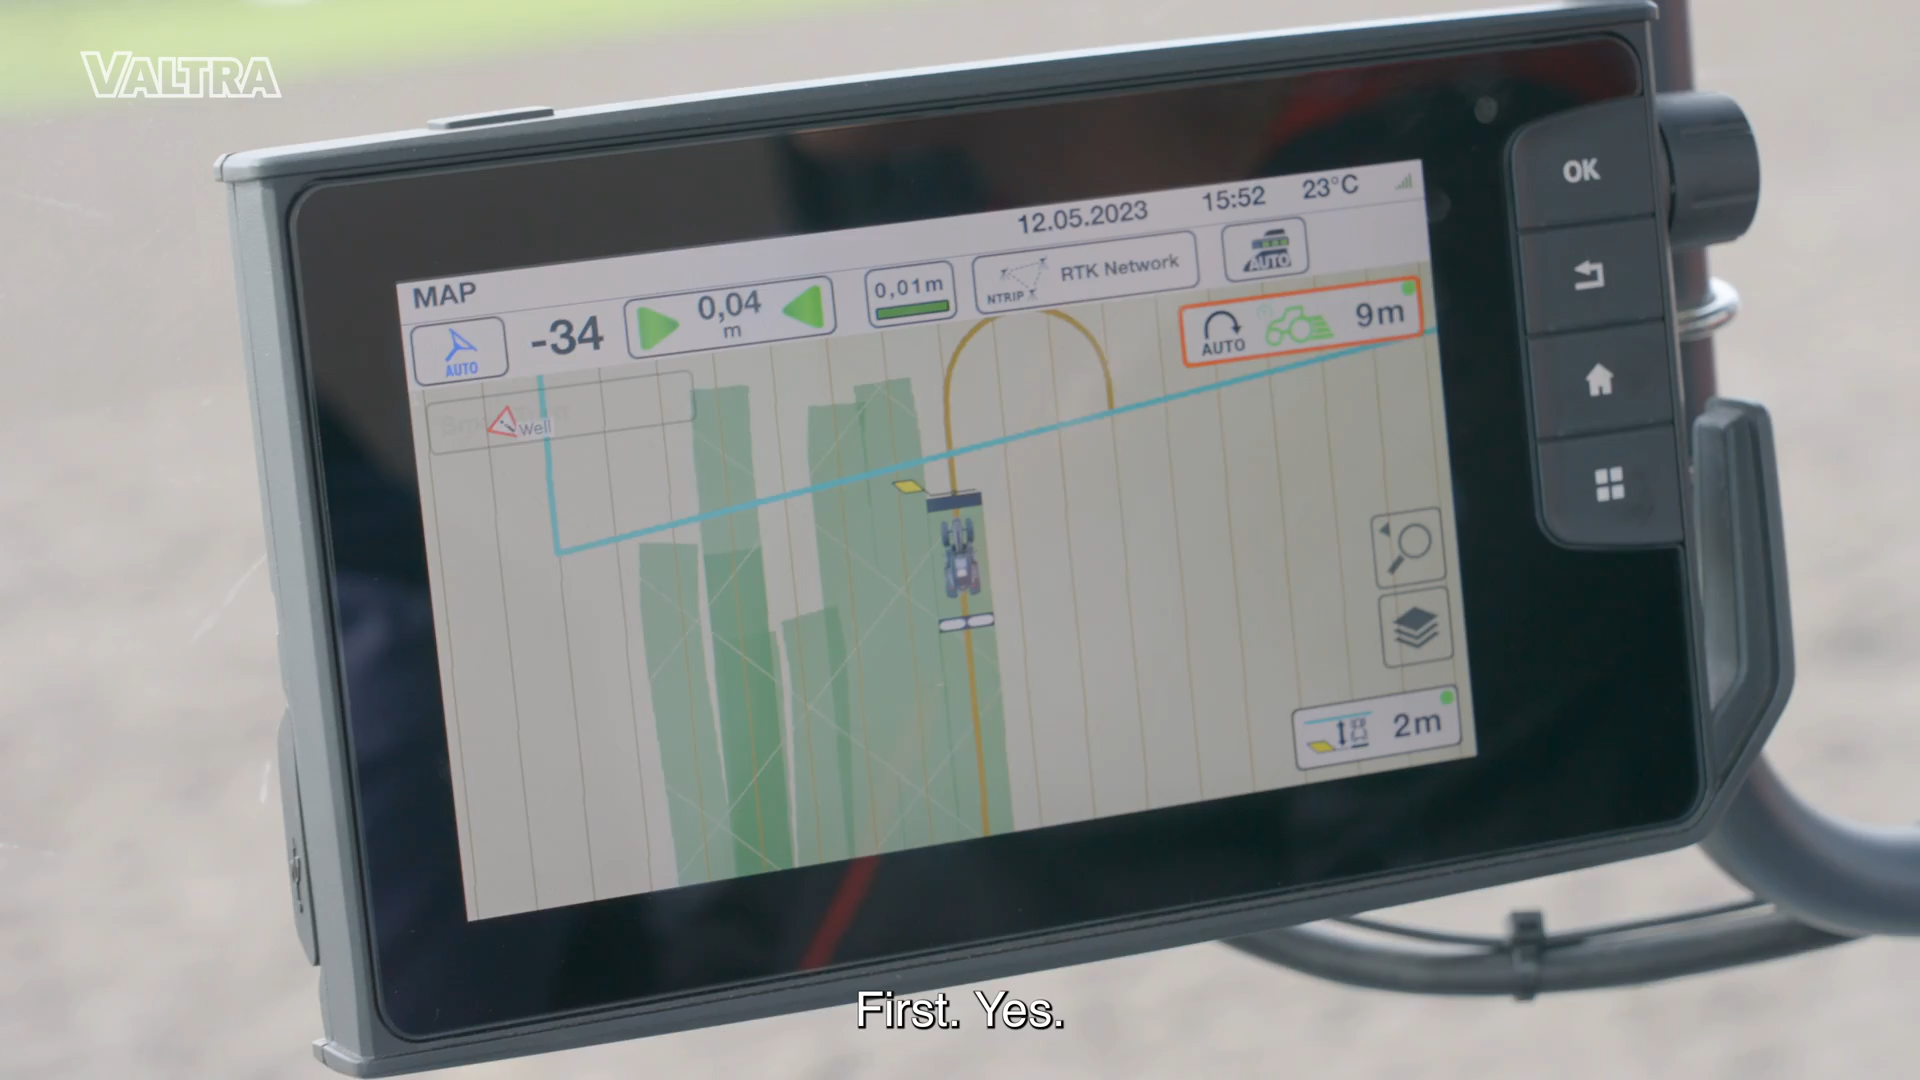 VALTRA
12.05.2023 15:52 23°C
MAP
AUTO
-34
0,04
m
0,01m
NTRIP
RTK Network
AUTO
AUTO
9m
Well
2m
OK
First. Yes.